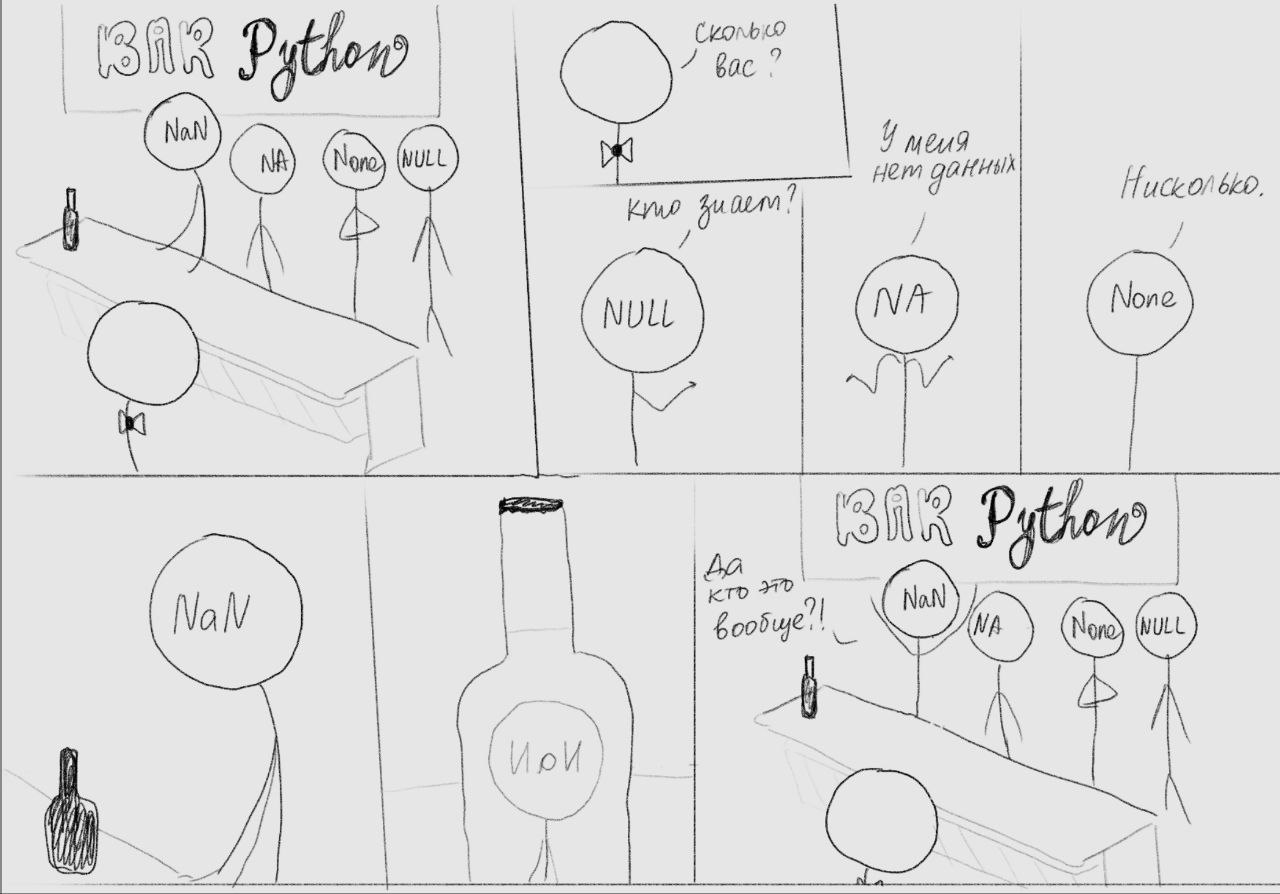 BAR Python
NaN
NA
None
NULL
сколько
вас?
кто знает?
NULL
У меня
нет данных
NA
Нисколько.
None
NaN
ИоИ
BAR Python
Да
кто это
вообще?!
NaN
NA
None
NULL